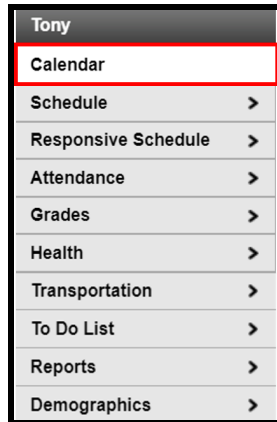 Tony
Calendar
Schedule
Responsive Schedule
Attendance
Grades
Health
Transportation
To Do List
Reports
Demographics